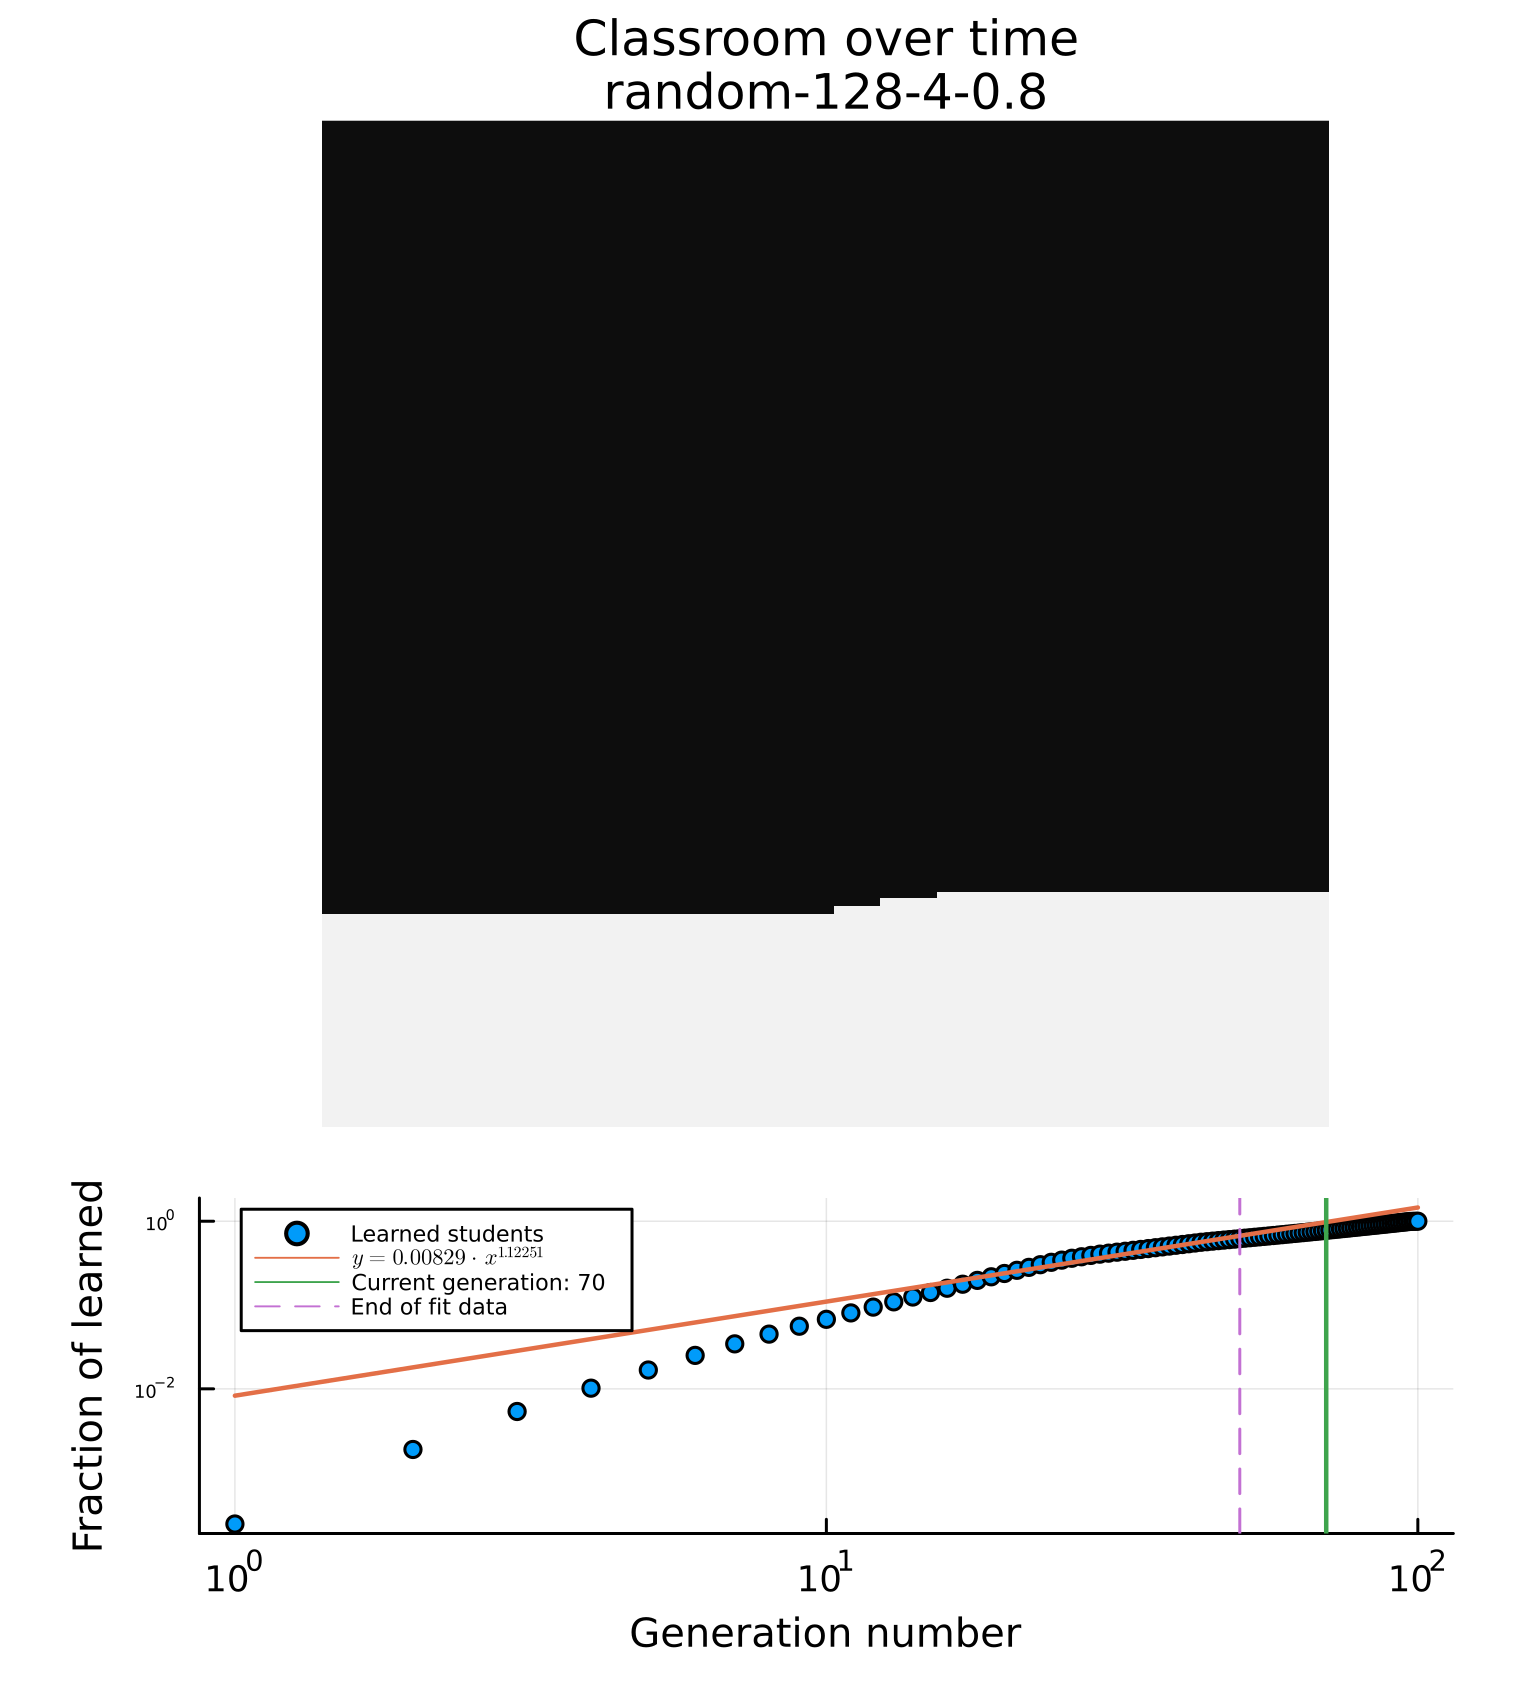 Classroom over time
random-128-4-0.8
Fraction of learned
10^0
10^-2
Learned students
y = 0.00829 · x^1.12251
Current generation: 70
End of fit data
10^0 10^1 10^2
Generation number